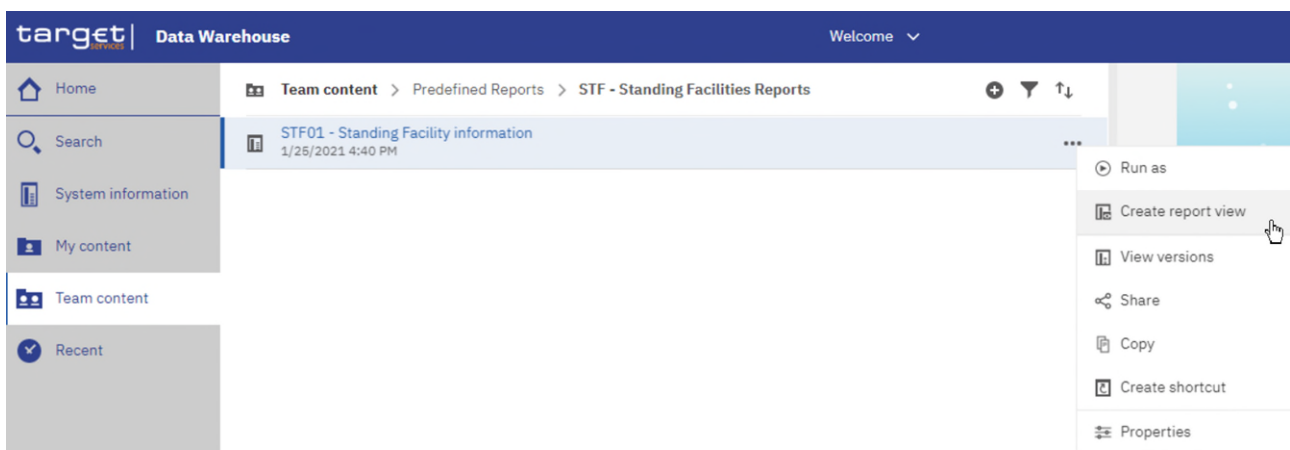 target| Data Warehouse Welcome
services
Home
Team content > Predefined Reports > STF - Standing Facilities Reports
Search
STF01 - Standing Facility information
1/25/2021 4:40 PM
System information
My content
Team content
Recent
Run as
Create report view
View versions
Share
Copy
Create shortcut
Properties